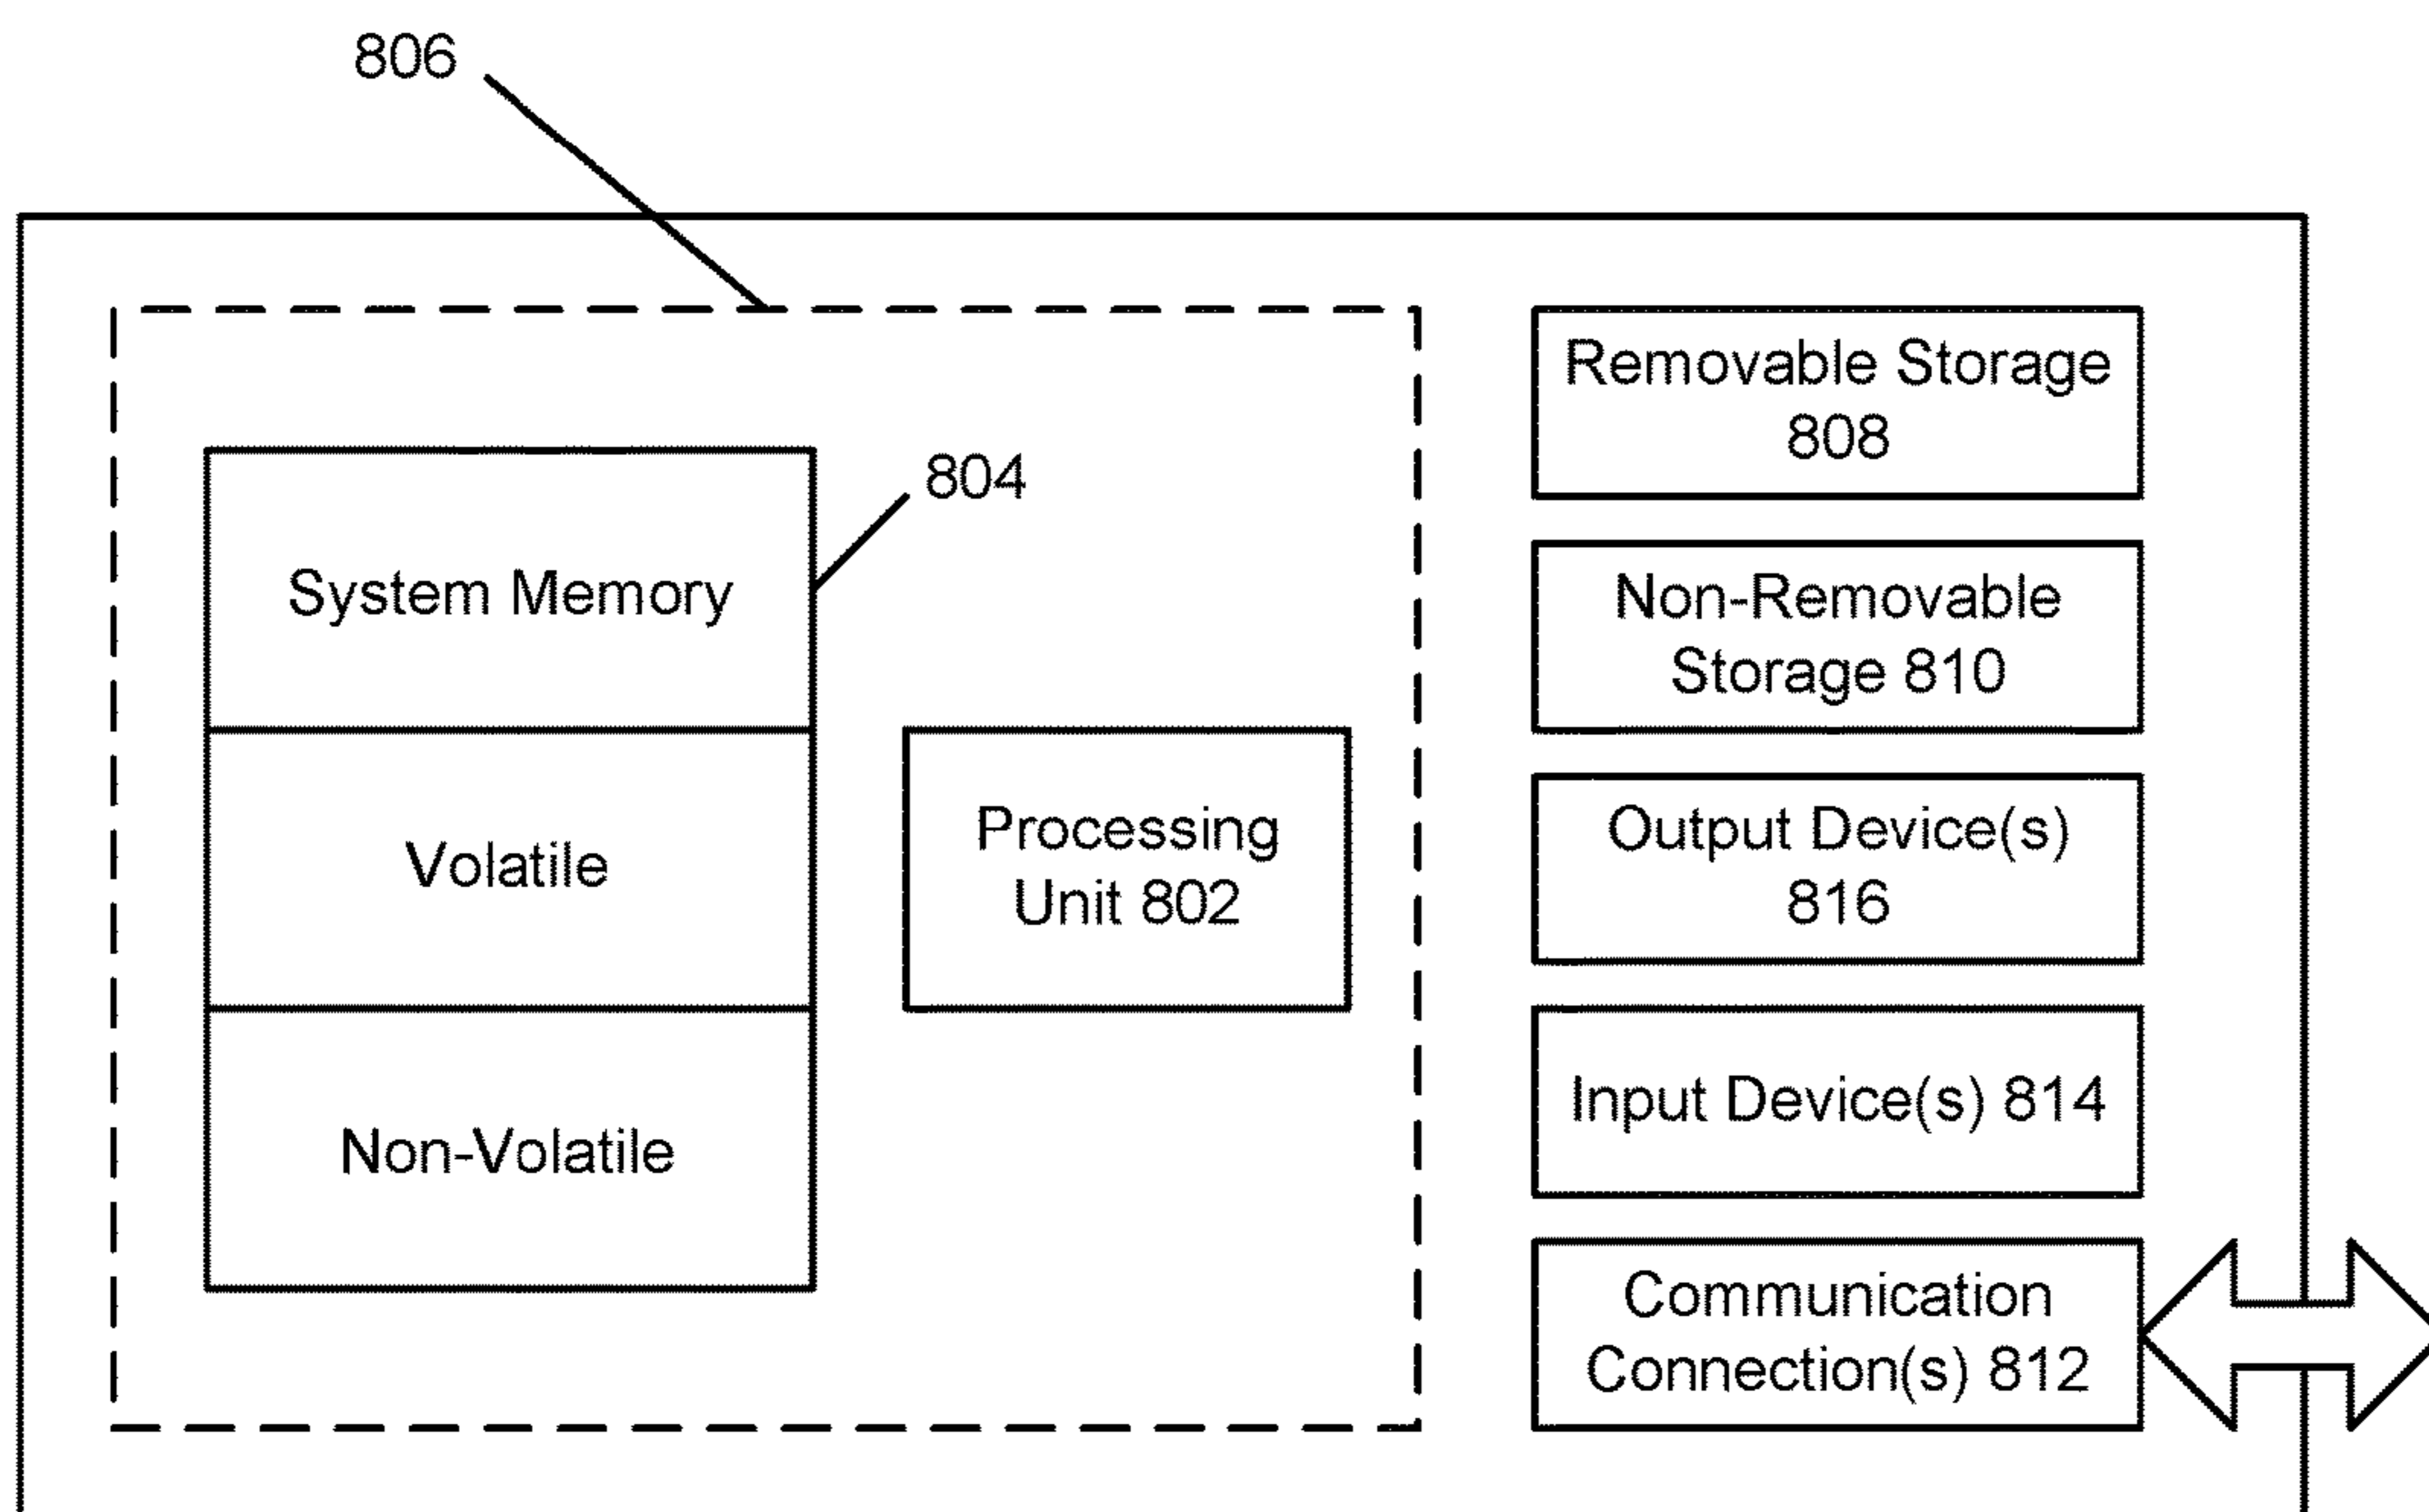 806
804
System Memory
Volatile
Non-Volatile
Processing
Unit 802
Removable Storage
808
Non-Removable
Storage 810
Output Device(s)
816
Input Device(s) 814
Communication
Connection(s) 812